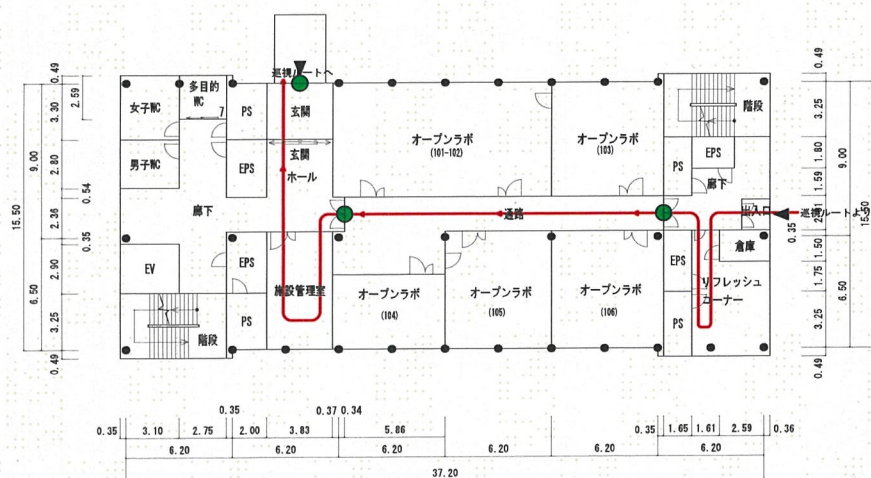 巡視ルートへ
女子WC
多目的
WC
7
PS
玄関
オープンラボ
(101-102)
オープンラボ
(103)
階段
男子WC
EPS
玄関
ホール
PS
EPS
廊下
廊下
通路
出入口
巡視ルートより
倉庫
EV
EPS
施設管理室
オープンラボ
(104)
オープンラボ
(105)
オープンラボ
(106)
EPS
リフレッシュ
コーナー
PS
階段
PS
0.49
3.30
2.59
2.80
0.54
2.35
0.35
2.90
3.25
0.49
9.00
6.50
15.50
0.49
3.25
1.80
1.59
0.35
1.50
1.75
3.25
0.49
9.00
6.50
15.50
0.35
0.37
0.34
0.35
3.10
2.75
2.00
3.83
5.86
0.35
1.65
1.61
2.59
0.36
6.20
6.20
6.20
6.20
6.20
6.20
37.20